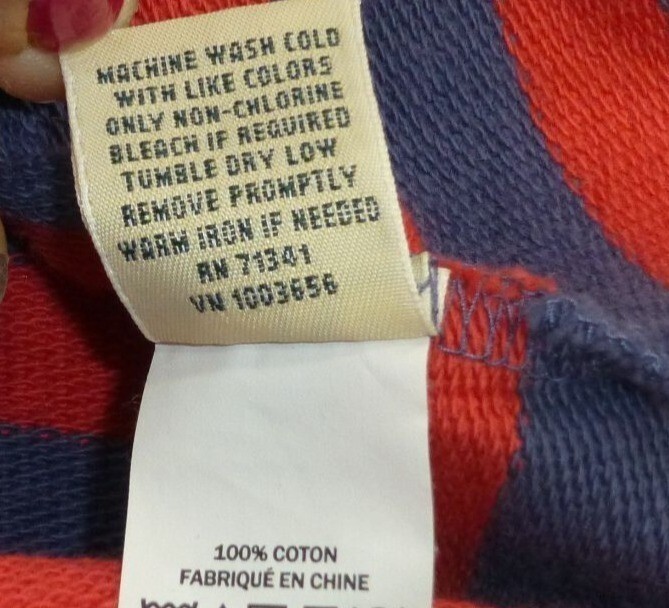 MACHINE WASH COLD
WITH LIKE COLORS
ONLY NON-CHLORINE
BLEACH IF REQUIRED
TUMBLE DRY LOW
REMOVE PROMPTLY
WARM IRON IF NEEDED
RN 71341
VN 1003656
100% COTON
FABRIQUÉ EN CHINE